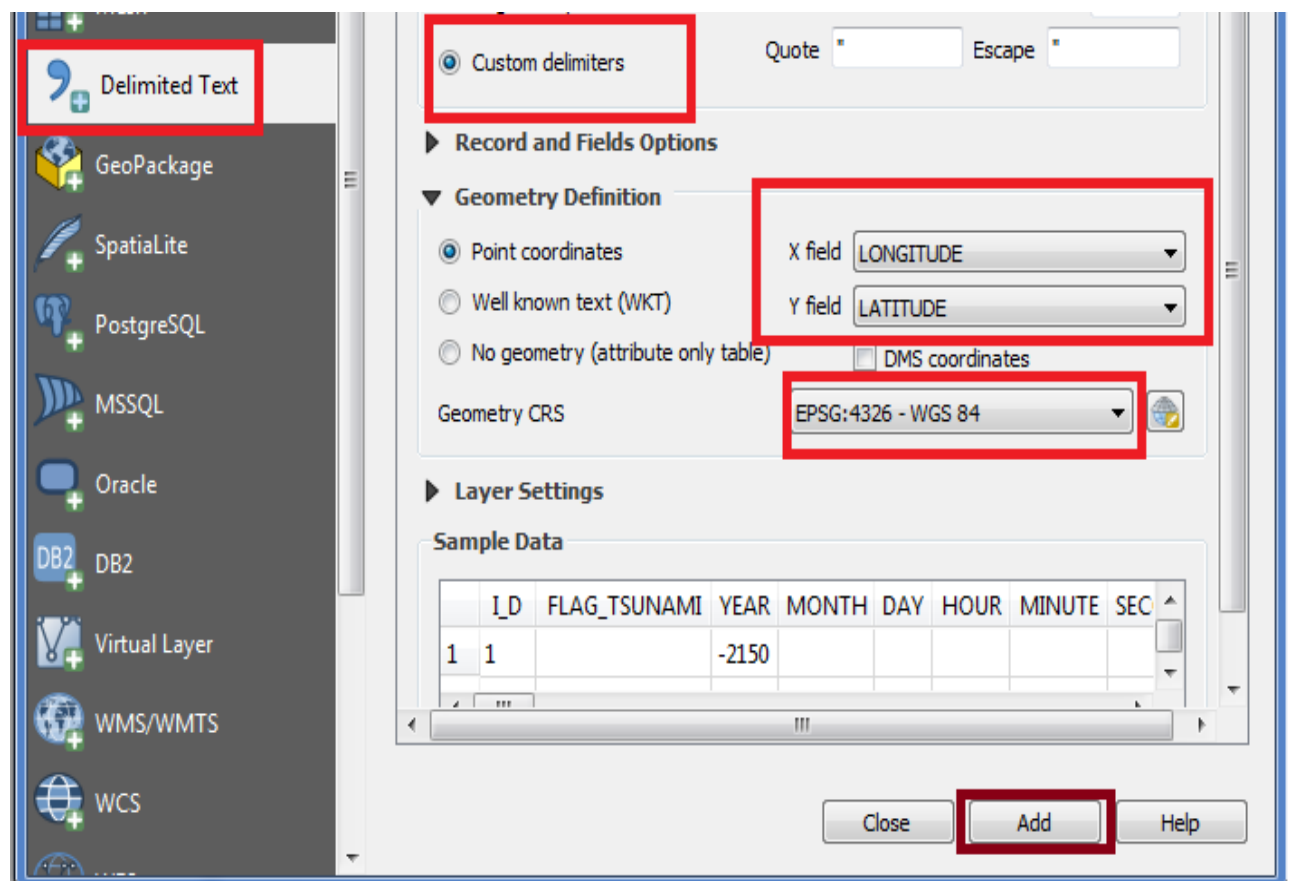 Delimited Text
GeoPackage
SpatiaLite
PostgreSQL
MSSQL
Oracle
DB2
DB2
Virtual Layer
WMS/WMTS
WCS
Custom delimiters
Quote "
Escape "
Record and Fields Options
Geometry Definition
Point coordinates
X field LONGITUDE
Well known text (WKT)
Y field LATITUDE
No geometry (attribute only table)
DMS coordinates
Geometry CRS
EPSG:4326 - WGS 84
Layer Settings
Sample Data
I_D FLAG_TSUNAMI YEAR MONTH DAY HOUR MINUTE SEC
1 1 -2150
Close Add Help